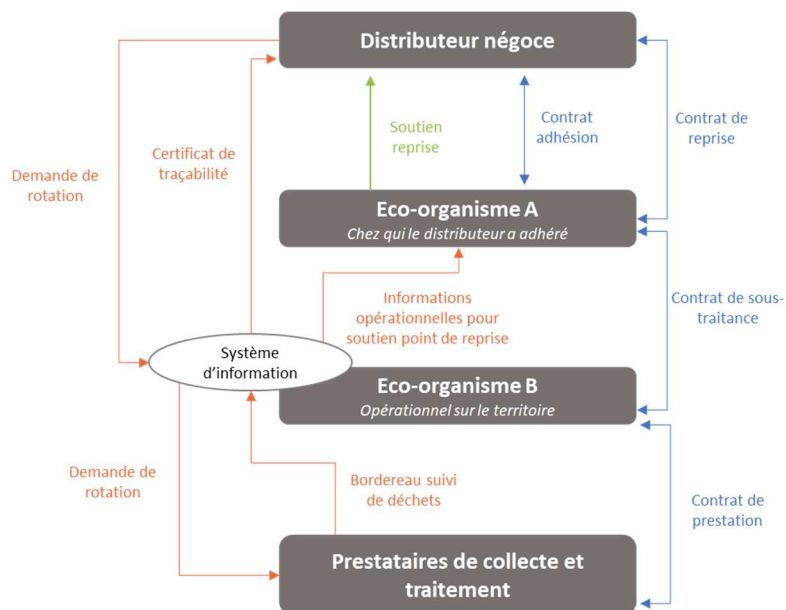 Distributeur négoce
Soutien
reprise
Contrat
adhésion
Contrat de
reprise
Certificat de
traçabilité
Demande de
rotation
Eco-organisme A
Chez qui le distributeur a adhéré
Informations
opérationnelles pour
soutien point de reprise
Contrat de sous-
traitance
Système
d'information
Eco-organisme B
Opérationnel sur le territoire
Demande de
rotation
Bordereau suivi
de déchets
Contrat de
prestation
Prestataires de collecte et
traitement